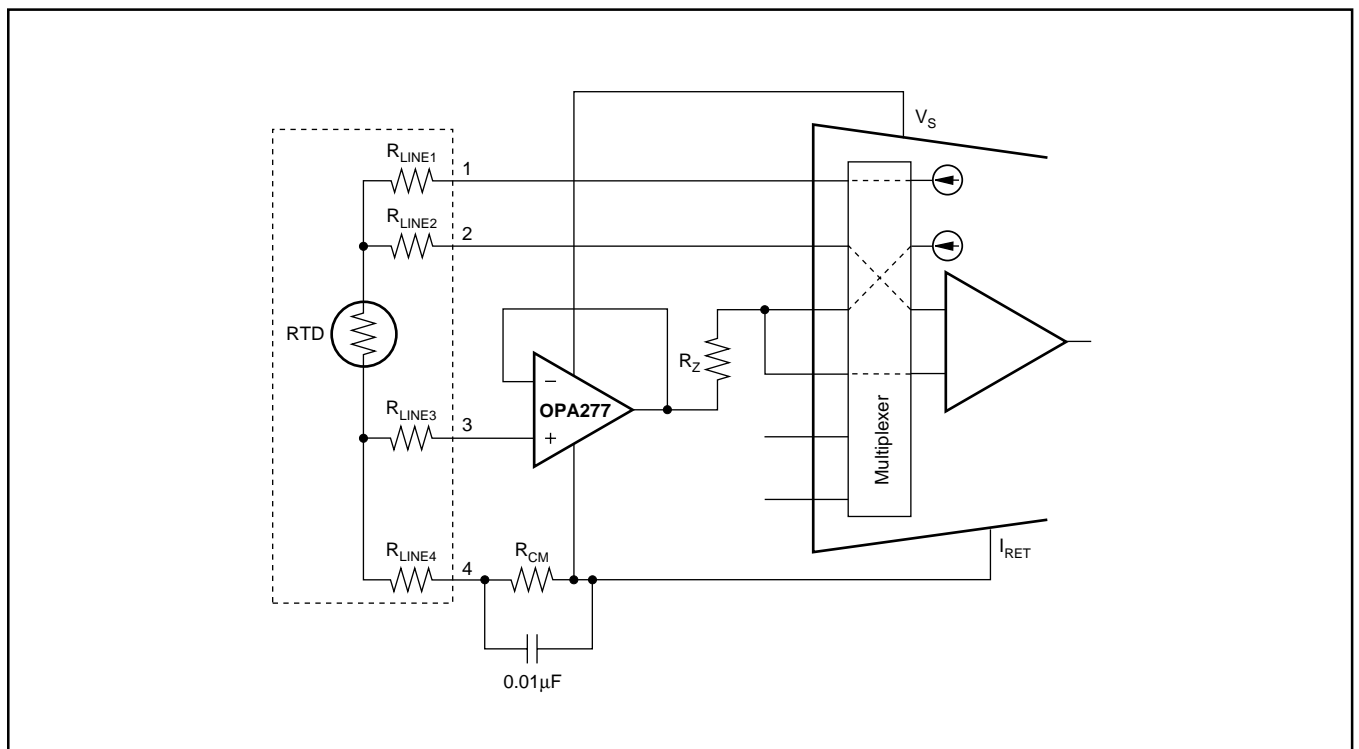 V_S
R_LINE1
1
R_LINE2
2
RTD
R_Z
−
OPA277
+
R_LINE3
3
Multiplexer
R_LINE4
4
R_CM
I_RET
0.01μF